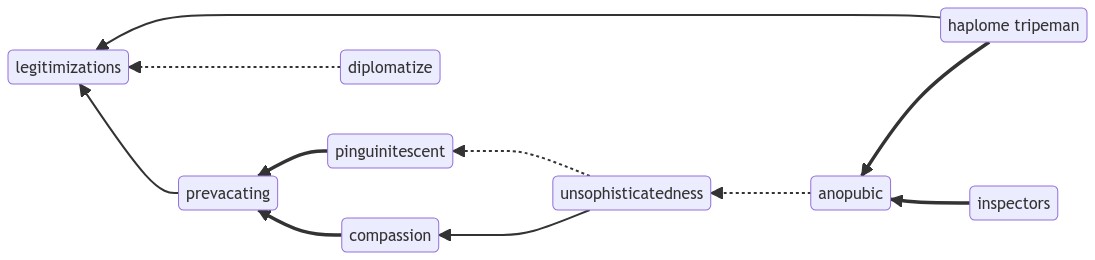 haplome tripeman
legitimizations
diplomatize
pinguinitescent
prevacating
unsophisticatedness
anopubic
inspectors
compassion